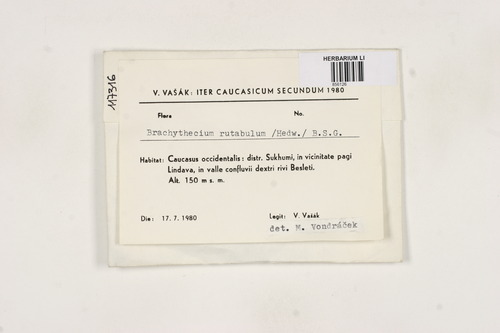 HERBARIUM LI
117316
V. VAŠÁK: ITER CAUCASICUM SECUNDUM 1980
Flora No.
Brachythecium rutabulum /Hedw./ B.S.G.
Habitat: Caucasus occidentalis: distr. Sukhumi, in vicinitate pagi
Lindava, in valle confluvii dextri rivi Besleti.
Alt. 150 m s. m.
Die: 17. 7. 1980 Legit: V. Vašák
det. M. Vondráček